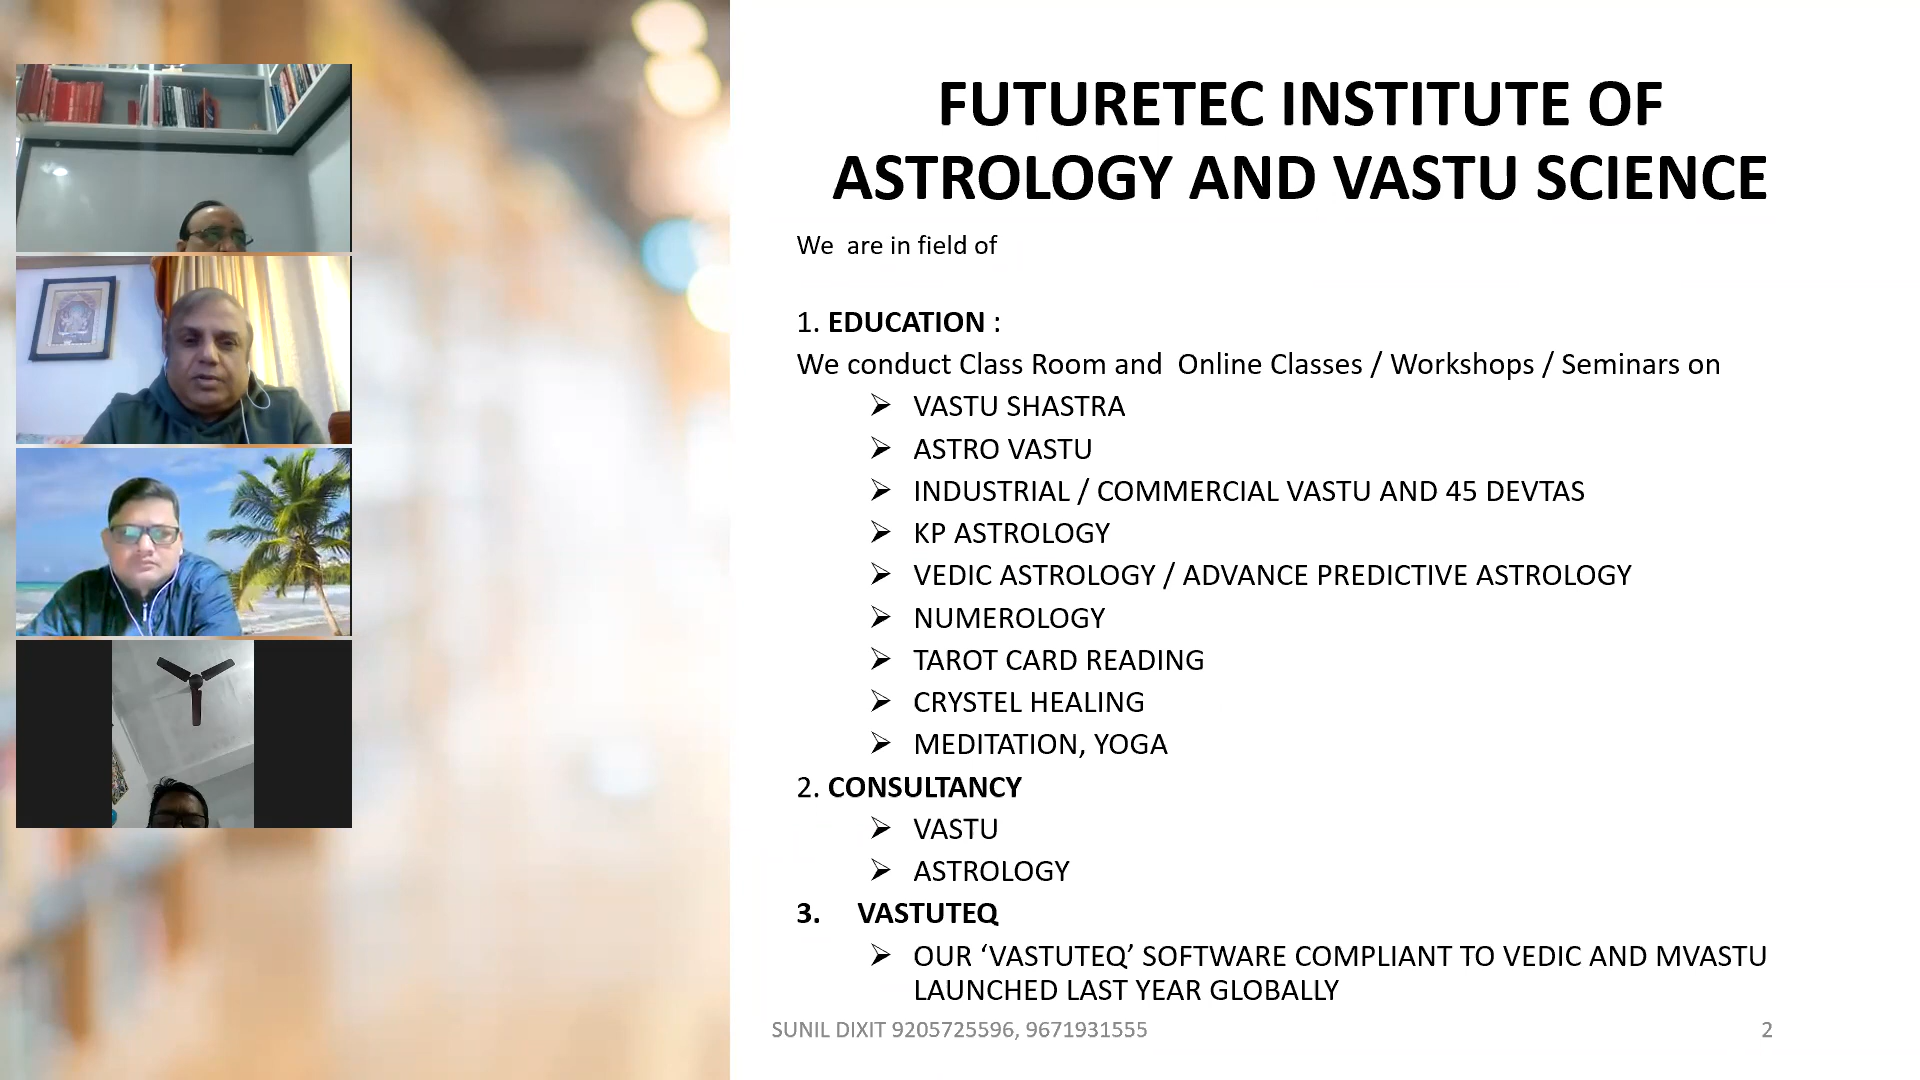 FUTURETEC INSTITUTE OF
ASTROLOGY AND VASTU SCIENCE
We are in field of
1. EDUCATION :
We conduct Class Room and Online Classes / Workshops / Seminars on
➢ VASTU SHASTRA
➢ ASTRO VASTU
➢ INDUSTRIAL / COMMERCIAL VASTU AND 45 DEVTAS
➢ KP ASTROLOGY
➢ VEDIC ASTROLOGY / ADVANCE PREDICTIVE ASTROLOGY
➢ NUMEROLOGY
➢ TAROT CARD READING
➢ CRYSTEL HEALING
➢ MEDITATION, YOGA
2. CONSULTANCY
➢ VASTU
➢ ASTROLOGY
3. VASTUTEQ
➢ OUR ‘VASTUTEQ’ SOFTWARE COMPLIANT TO VEDIC AND MVASTU
LAUNCHED LAST YEAR GLOBALLY
SUNIL DIXIT 9205725596, 9671931555
2